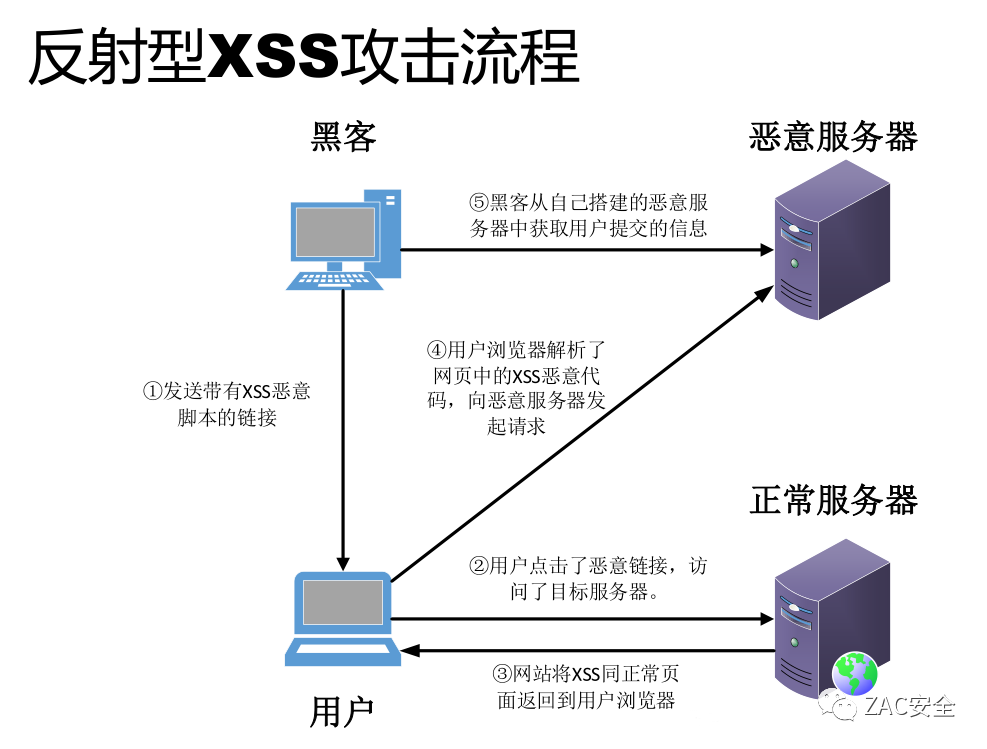 反射型XSS攻击流程
黑客
恶意服务器
⑤黑客从自己搭建的恶意服
务器中获取用户提交的信息
④用户浏览器解析了
网页中的XSS恶意代
码，向恶意服务器发
起请求
①发送带有XSS恶意
脚本的链接
正常服务器
②用户点击了恶意链接，访
问了目标服务器。
③网站将XSS同正常页
面返回到用户浏览器
用户
ZAC安全